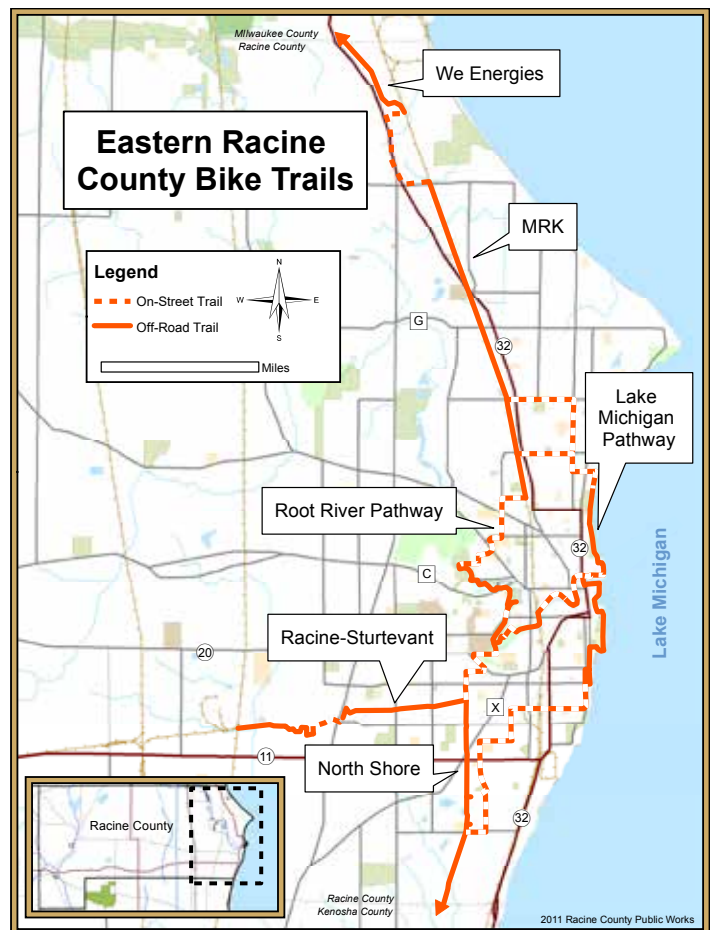 Milwaukee County
Racine County
We Energies
Eastern Racine
County Bike Trails
MRK
Legend
On-Street Trail
Off-Road Trail
N
W
E
S
Miles
G
32
Lake
Michigan
Pathway
Root River Pathway
32
C
Lake Michigan
Racine-Sturtevant
20
X
11
North Shore
32
Racine County
Racine County
Kenosha County
2011 Racine County Public Works